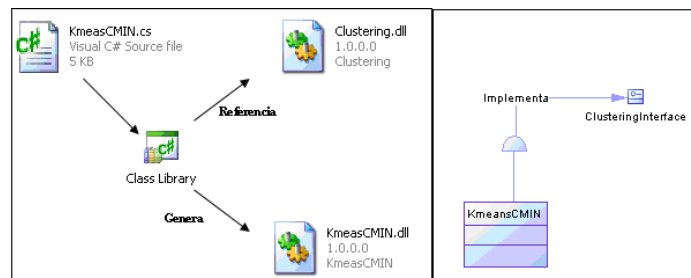 KmeasCMIN.cs
Visual C# Source file
5 KB
Clustering.dll
1.0.0.0
Clustering
Referencia
C#
Class Library
Genera
KmeasCMIN.dll
1.0.0.0
KmeasCMIN
Implementa
ClusteringInterface
KmeansCMIN